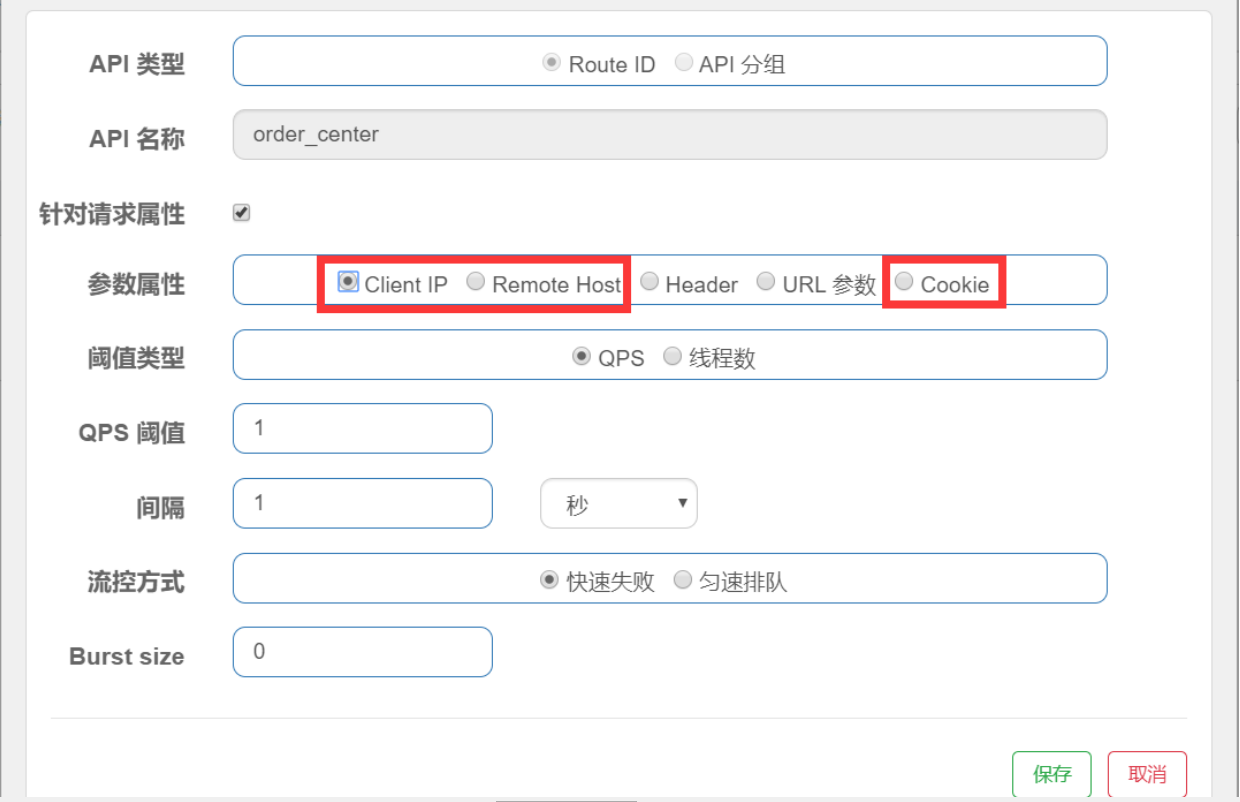 API 类型 Route ID API 分组
API 名称 order_center
针对请求属性
参数属性 Client IP Remote Host Header URL 参数 Cookie
阈值类型 QPS 线程数
QPS 阈值 1
间隔 1 秒
流控方式 快速失败 匀速排队
Burst size 0
保存 取消